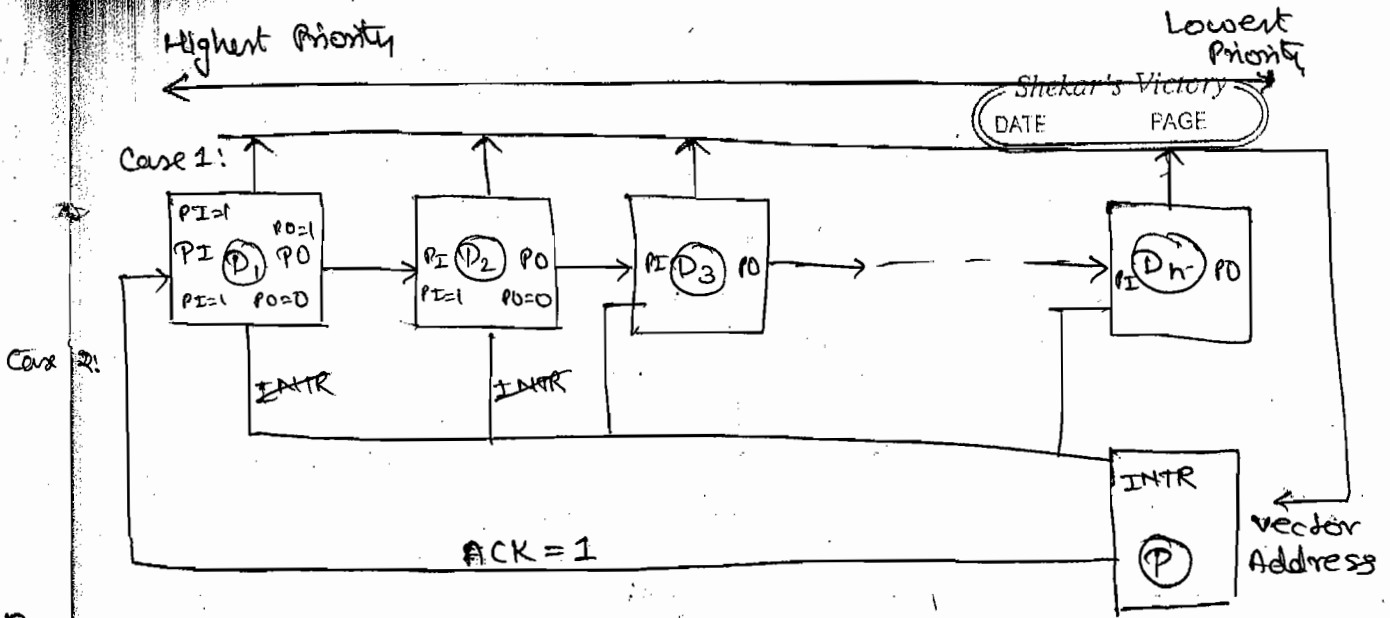 Highest Priority
Lowest
Priority
Shekar's Victory
DATE PAGE
Case 1:
PI=1
PO=1
PI D1 PO
PI=1 PO=0
PI D2 PO
PI=1 PO=0
PI D3 PO
PI Dn PO
Case 2:
INTR
INTR
INTR
P
ACK = 1
vector
Address